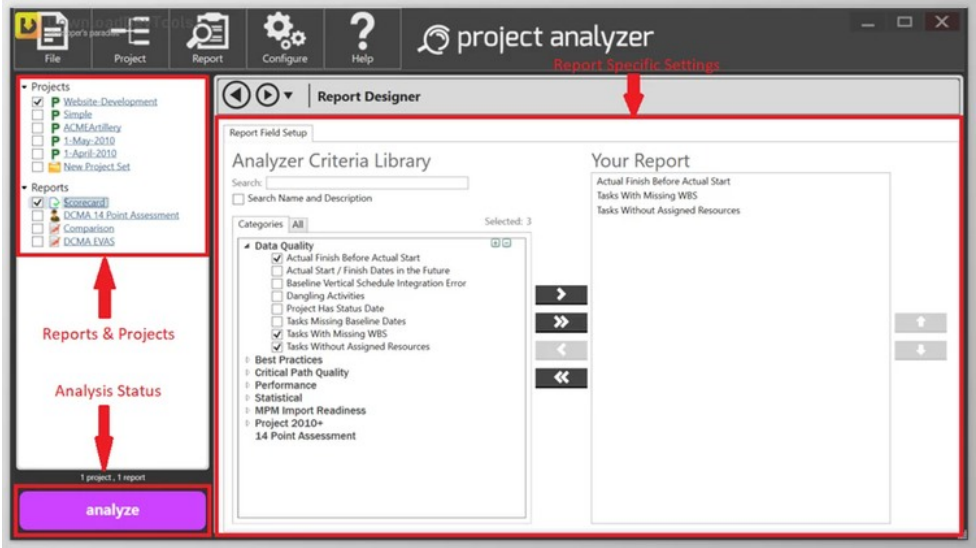 DownloadDevTools
Developer's paradise
File
Project
Report
Configure
Help
project analyzer
Report Specific Settings
Projects
P Website-Development
P Simple
P ACMEArtillery
P 1-May-2010
P 1-April-2010
New Project Set
Reports
Scorecard
DCMA 14 Point Assessment
Comparison
DCMA EVAS
Reports & Projects
Analysis Status
1 project , 1 report
analyze
Report Designer
Report Field Setup
Analyzer Criteria Library
Search:
Search Name and Description
Categories All
Selected: 3
Data Quality
Actual Finish Before Actual Start
Actual Start / Finish Dates in the Future
Baseline Vertical Schedule Integration Error
Dangling Activities
Project Has Status Date
Tasks Missing Baseline Dates
Tasks With Missing WBS
Tasks Without Assigned Resources
Best Practices
Critical Path Quality
Performance
Statistical
MPM Import Readiness
Project 2010+
14 Point Assessment
Your Report
Actual Finish Before Actual Start
Tasks With Missing WBS
Tasks Without Assigned Resources